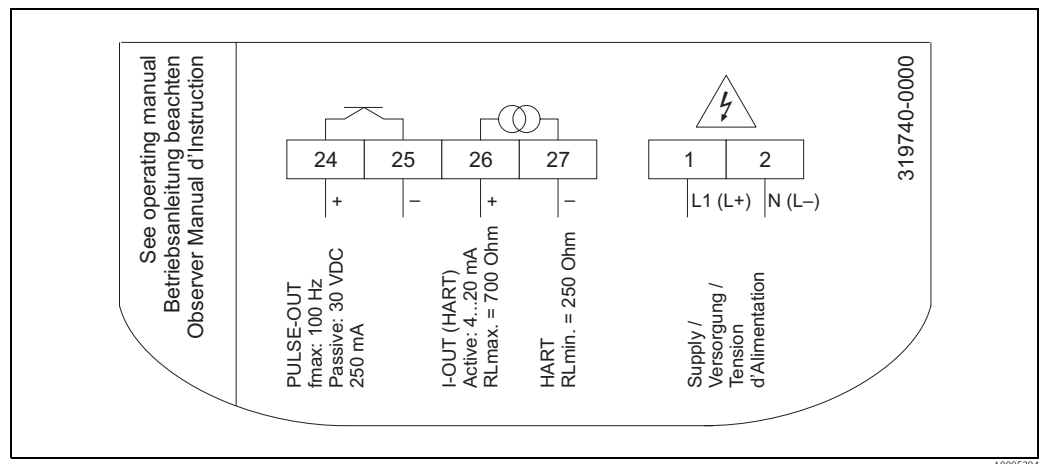 See operating manual
Betriebsanleitung beachten
Observer Manual d'Instruction
24 25 26 27
+ – + –
PULSE-OUT
fmax: 100 Hz
Passive: 30 VDC
250 mA
I-OUT (HART)
Active: 4...20 mA
RLmax. = 700 Ohm
HART
RLmin. = 250 Ohm
1 2
L1 (L+) N (L–)
Supply /
Versorgung /
Tension
d'Alimentation
319740-0000